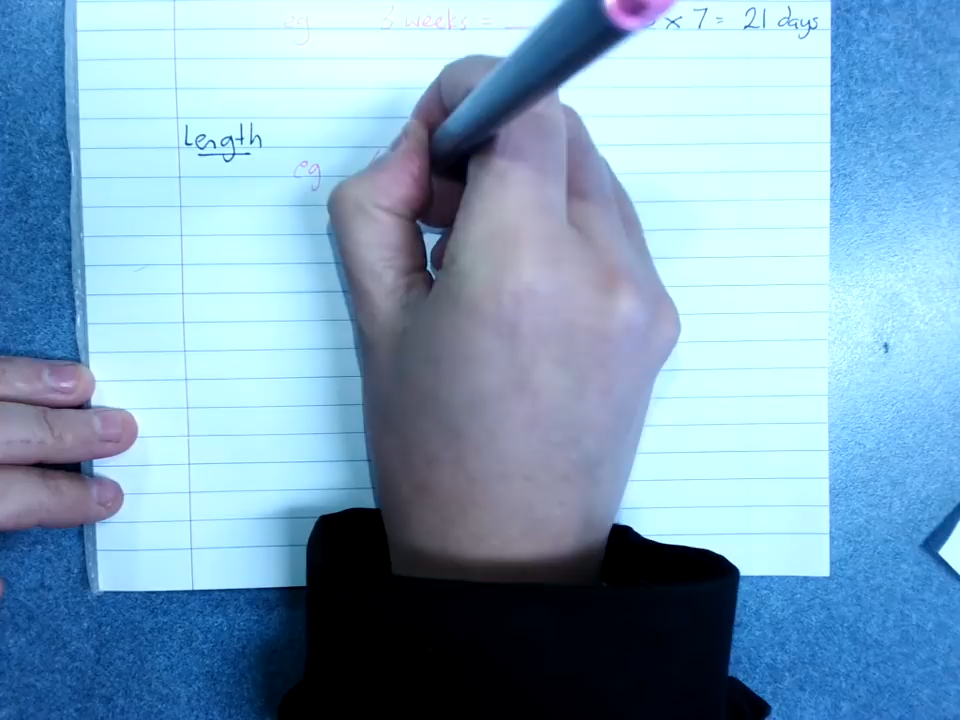 eg 3 weeks = x 7 = 21 days
Length
eg